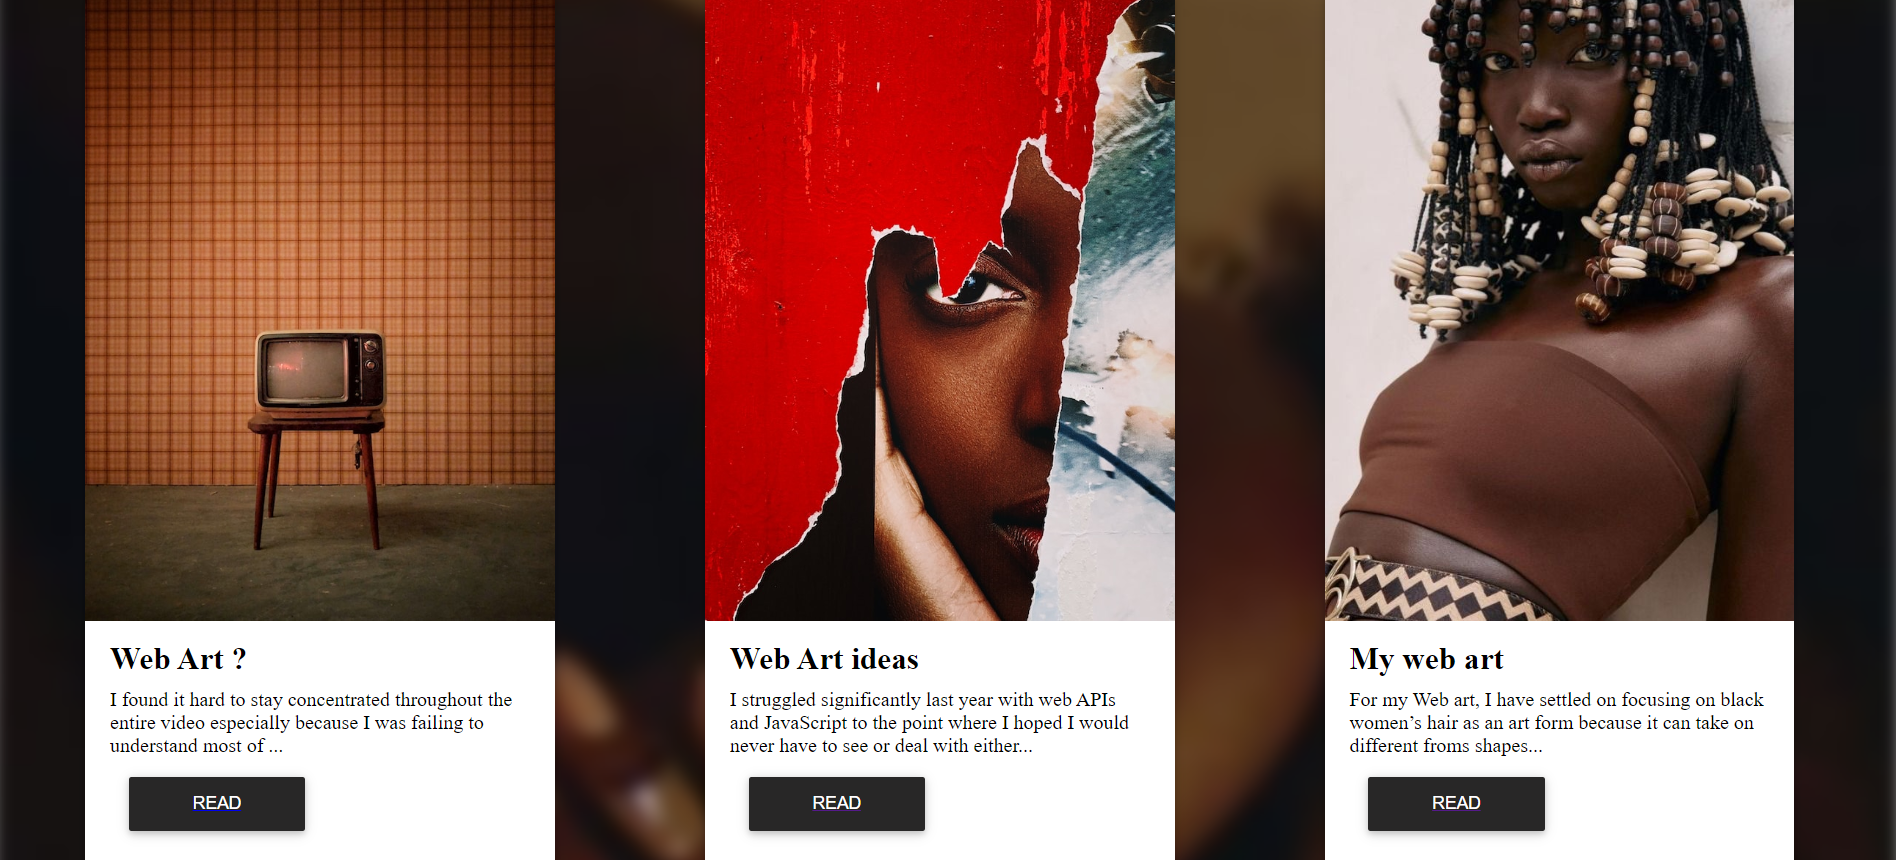 Web Art ?
I found it hard to stay concentrated throughout the
entire video especially because I was failing to
understand most of ...
READ
Web Art ideas
I struggled significantly last year with web APIs
and JavaScript to the point where I hoped I would
never have to see or deal with either...
READ
My web art
For my Web art, I have settled on focusing on black
women’s hair as an art form because it can take on
different froms shapes...
READ